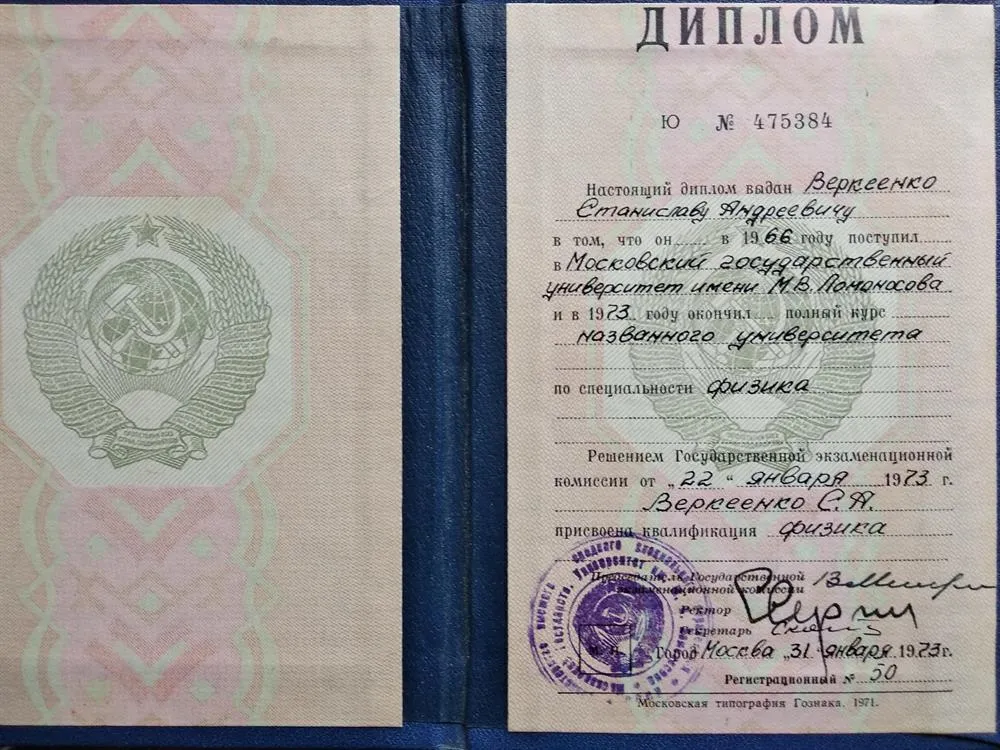 ДИПЛОМ
Ю № 475384
Настоящий диплом выдан Веркеенко
Станиславу Андреевичу
в том, что он в 1966 году поступил
в Московский государственный
университет имени М.В. Ломоносова
и в 1973 году окончил полный курс
названного университета
по специальности физика
Решением Государственной экзаменационной
комиссии от „22“ января 1973 г.
Веркеенко С.А.
присвоена квалификация физика
Председатель Государственной
экзаменационной комиссии
Ректор
Секретарь
Город Москва „31“ января 1973 г.
Регистрационный № 50
Московская типография Гознака. 1971.